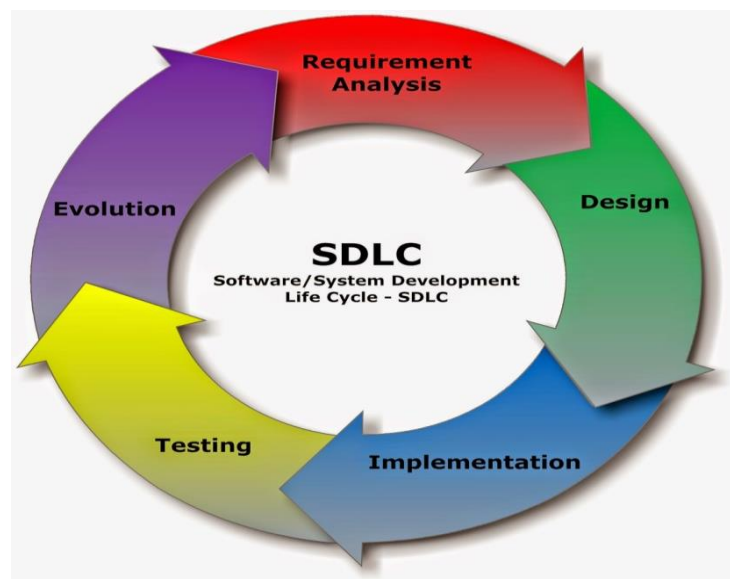 Requirement
Analysis
Design
Evolution
SDLC
Software/System Development
Life Cycle - SDLC
Testing
Implementation